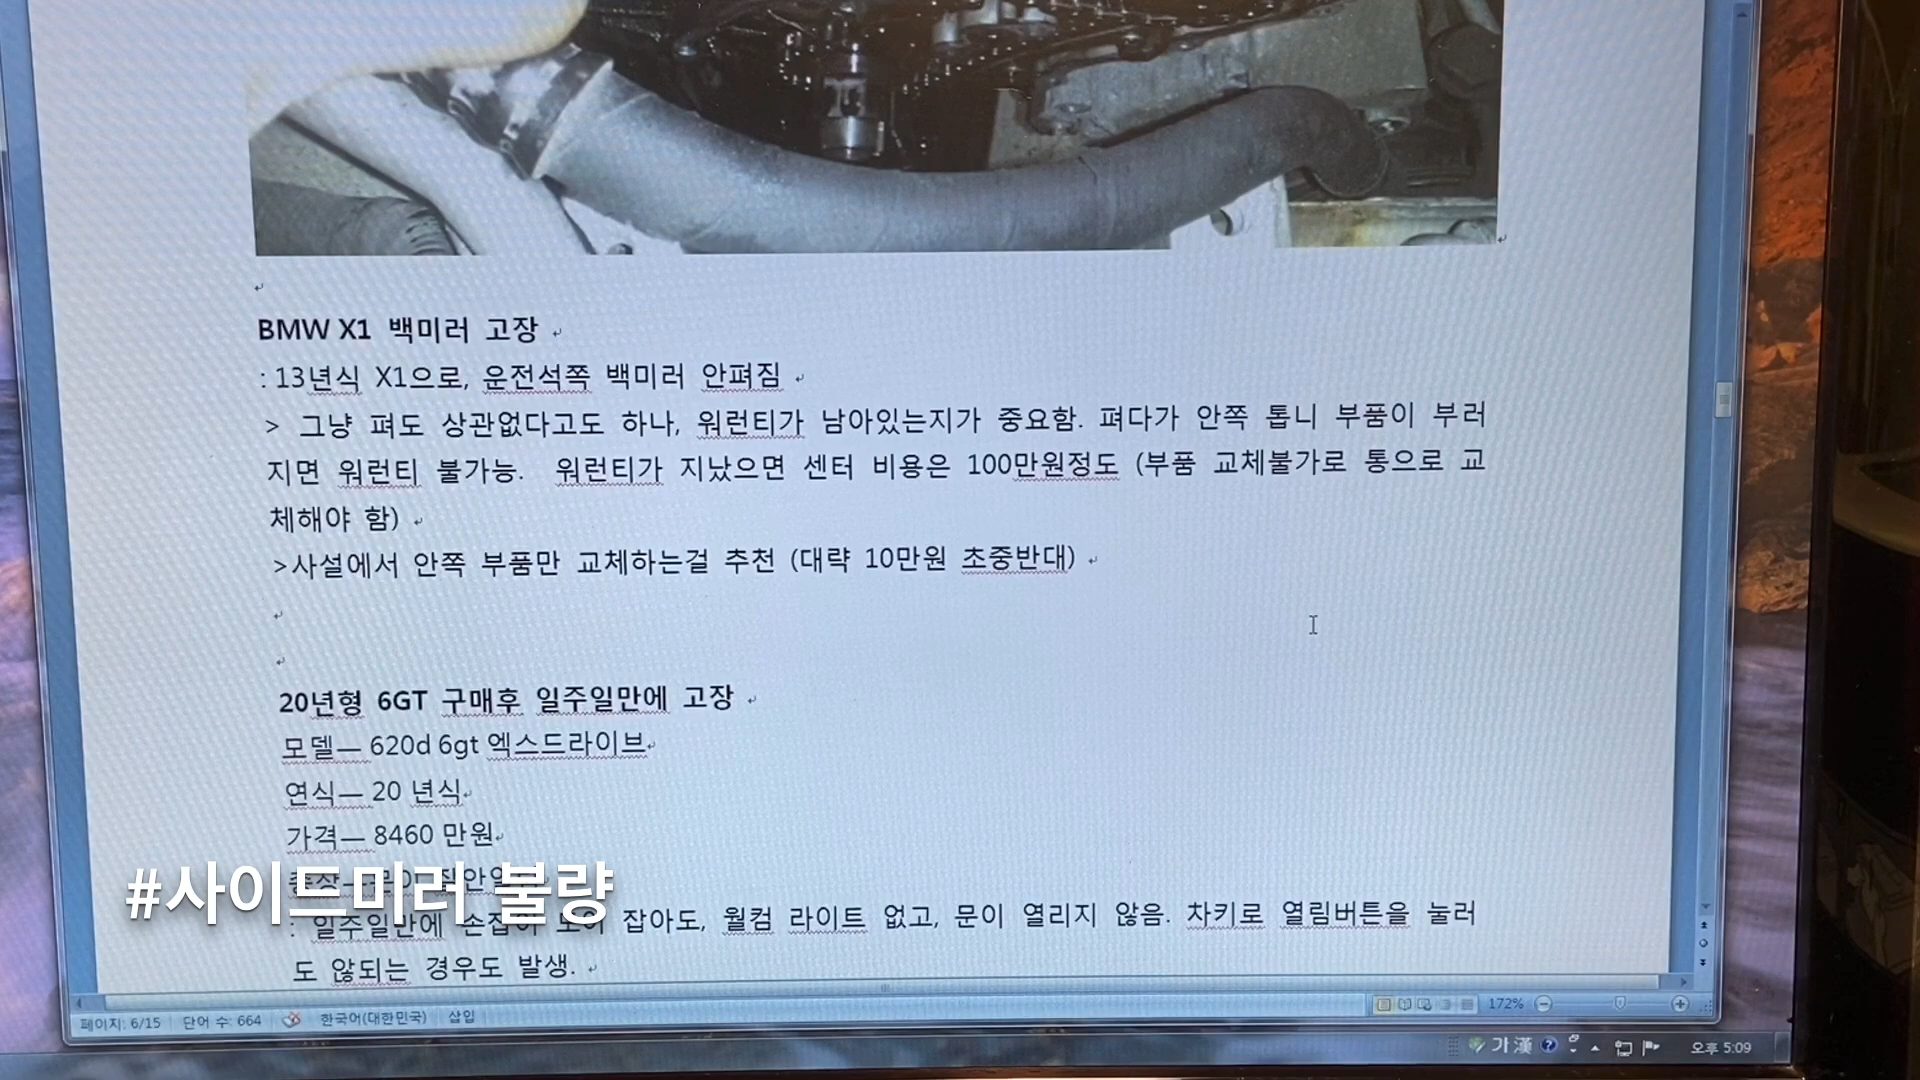 BMW X1 백미러 고장
: 13년식 X1으로, 운전석쪽 백미러 안펴짐
> 그냥 펴도 상관없다고도 하나, 워런티가 남아있는지가 중요함. 펴다가 안쪽 톱니 부품이 부러
지면 워런티 불가능. 워런티가 지났으면 센터 비용은 100만원정도 (부품 교체불가로 통으로 교
체해야 함)
>사설에서 안쪽 부품만 교체하는걸 추천 (대략 10만원 초중반대)
20년형 6GT 구매후 일주일만에 고장
모델— 620d 6gt 엑스드라이브
연식— 20 년식
가격— 8460 만원
#사이드미러 불량
: 일주일만에 잡아도, 월컴 라이트 없고, 문이 열리지 않음. 차키로 열림버튼을 눌러
도 않되는 경우도 발생.
페이지: 6/15 단어 수: 664 한국어(대한민국) 삽입 172%
가 漢 오후 5:09